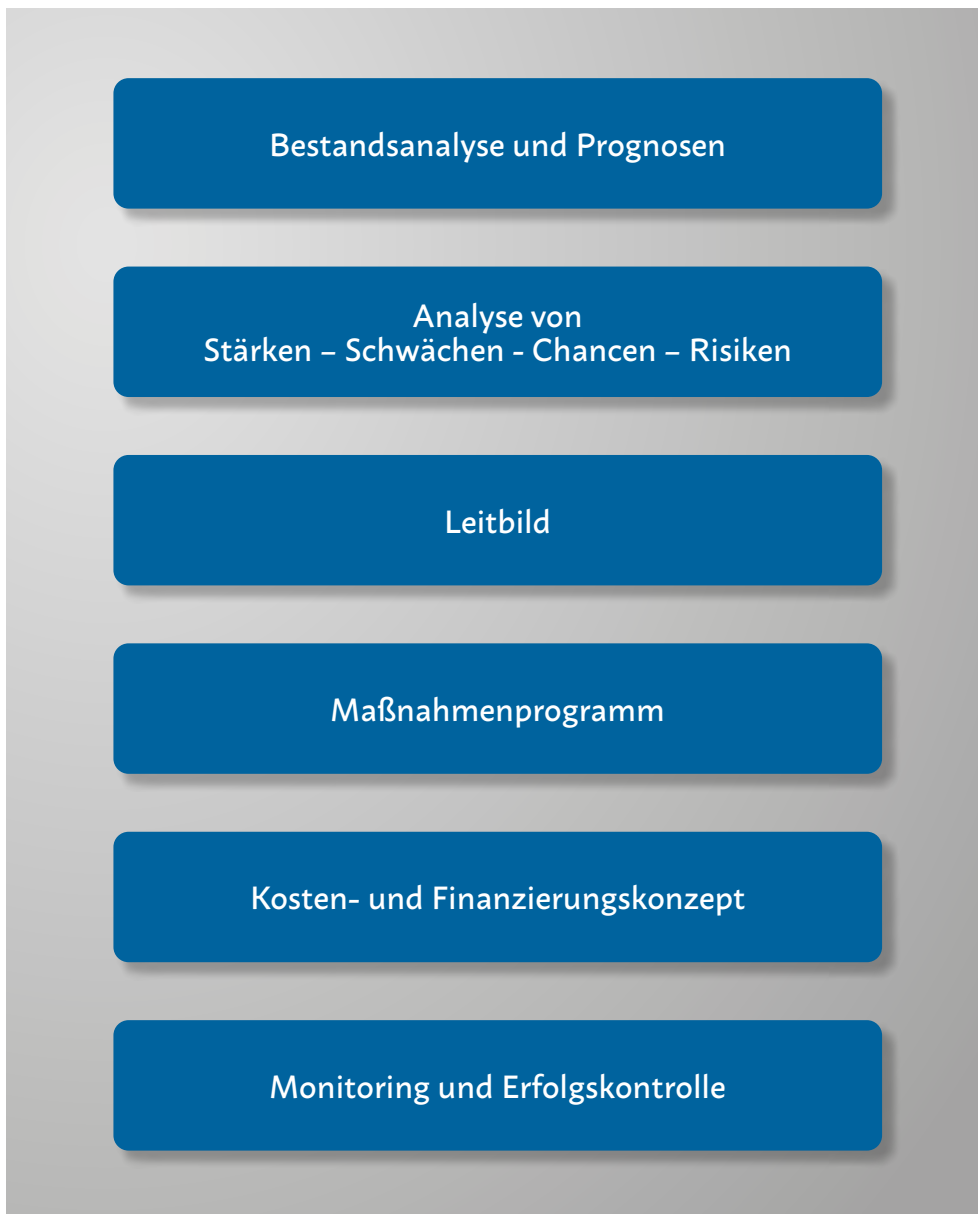 Bestandsanalyse und Prognosen
Analyse von
Stärken – Schwächen - Chancen – Risiken
Leitbild
Maßnahmenprogramm
Kosten- und Finanzierungskonzept
Monitoring und Erfolgskontrolle